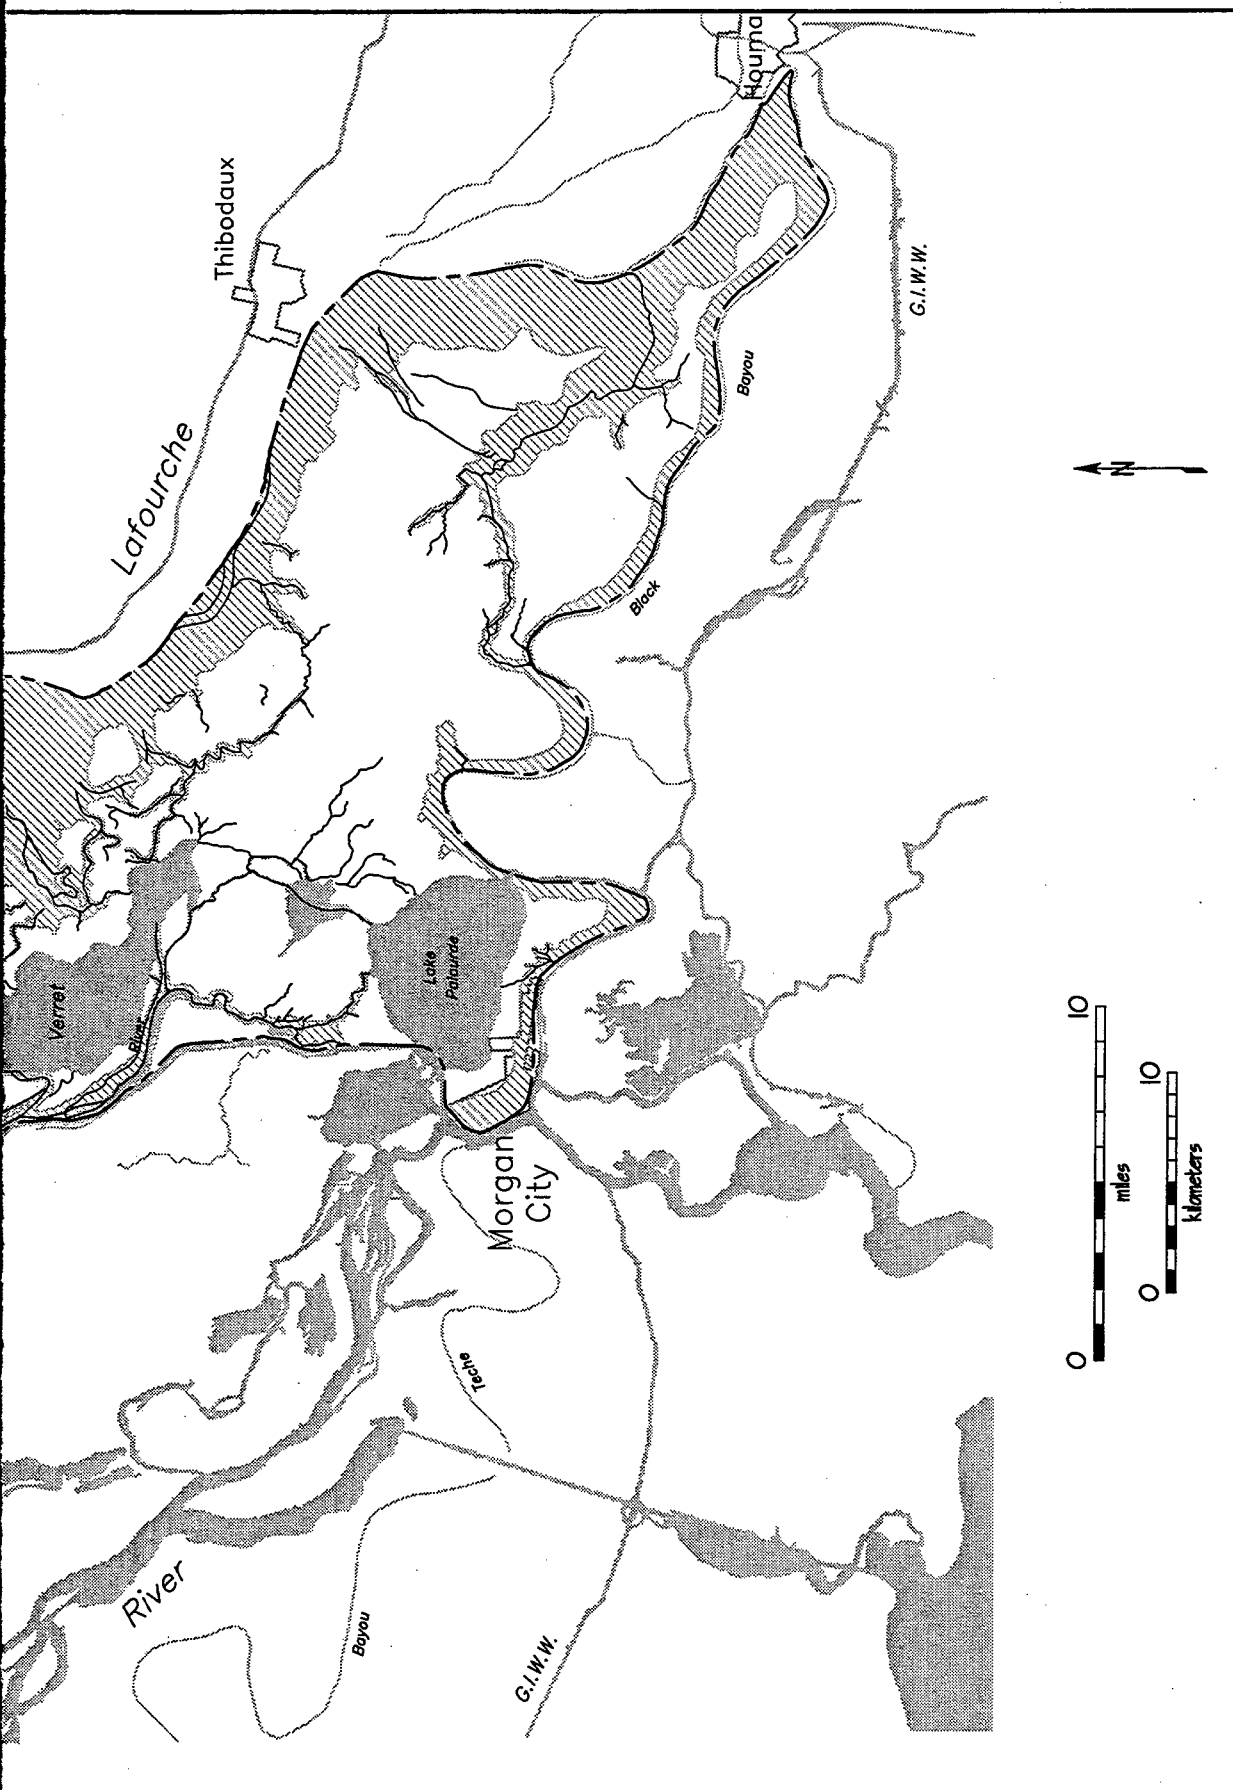 Houma
Thibodaux
G.I.W.W.
Lafourche
Bayou
Black
N
Verret
River
Lake
Palourde
Morgan
City
Teche
River
Bayou
G.I.W.W.
0 10
miles
0 10
kilometers